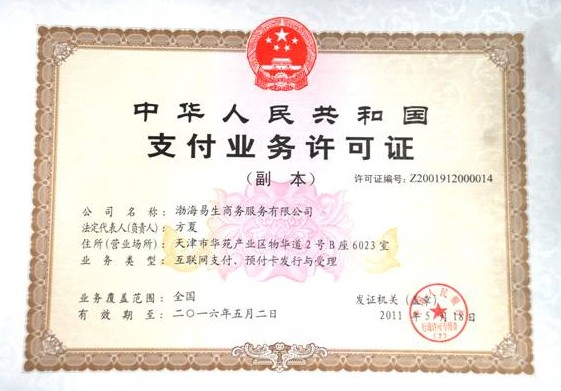 中华人民共和国
支付业务许可证
（副 本） 许可证编号：Z2001912000014
公 司 名 称：渤海易生商务服务有限公司
法定代表人(负责人)：方夏
住所(营业场所)：天津市华苑产业区物华道2号B座6023室
业 务 类 型：互联网支付、预付卡发行与受理
业务覆盖范围：全国
有 效 期 至：二〇一六年五月二日
发证机关（盖章）
2011 年 5 月 18 日